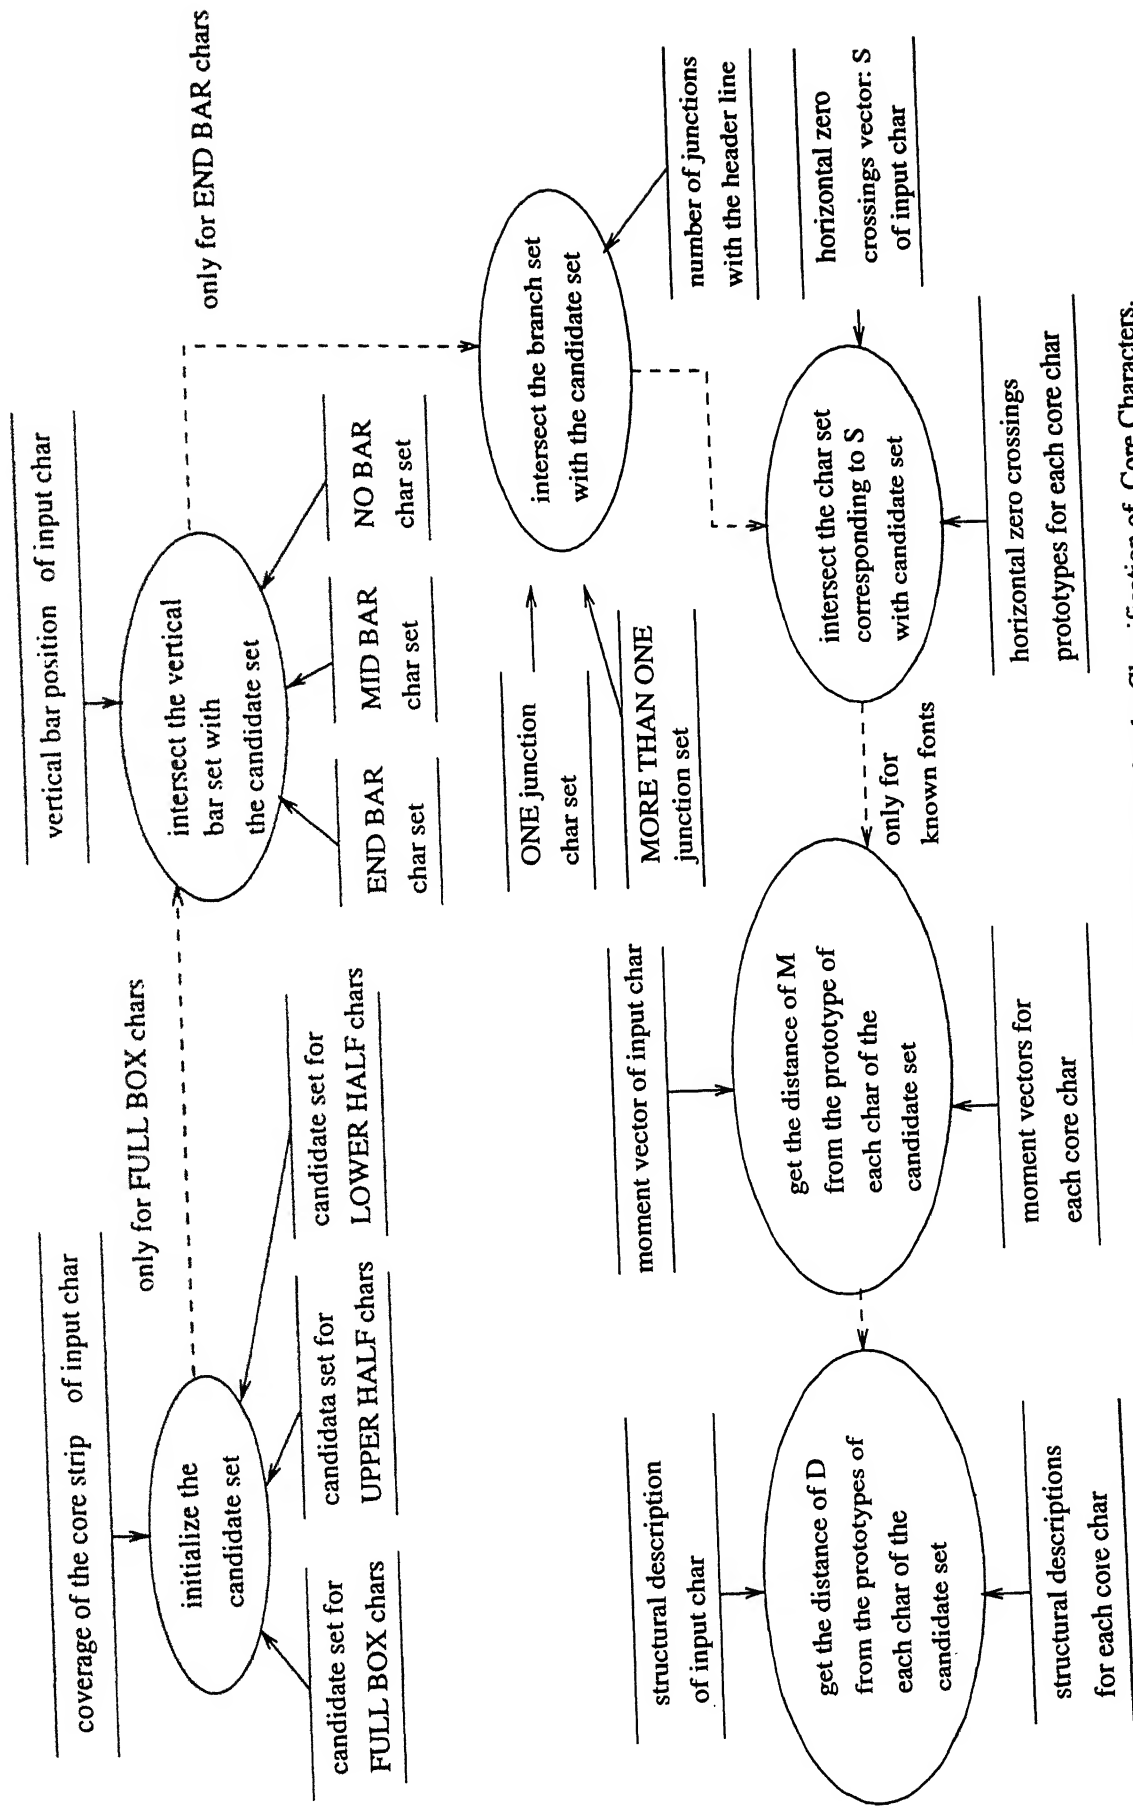 coverage of the core strip of input char
initialize the
candidate set
candidate set for
FULL BOX chars
candidata set for
UPPER HALF chars
candidate set for
LOWER HALF chars
only for FULL BOX chars
vertical bar position of input char
intersect the vertical
bar set with
the candidate set
END BAR
char set
MID BAR
char set
NO BAR
char set
only for END BAR chars
ONE junction
char set
MORE THAN ONE
junction set
intersect the branch set
with the candidate set
number of junctions
with the header line
structural description
of input char
get the distance of D
from the prototypes of
each char of the
candidate set
structural descriptions
for each core char
moment vector of input char
get the distance of M
from the prototype of
each char of the
candidate set
moment vectors for
each core char
only for
known fonts
intersect the char set
corresponding to S
with candidate set
horizontal zero
crossings vector: S
of input char
horizontal zero crossings
prototypes for each core char
Classification of Core Characters.